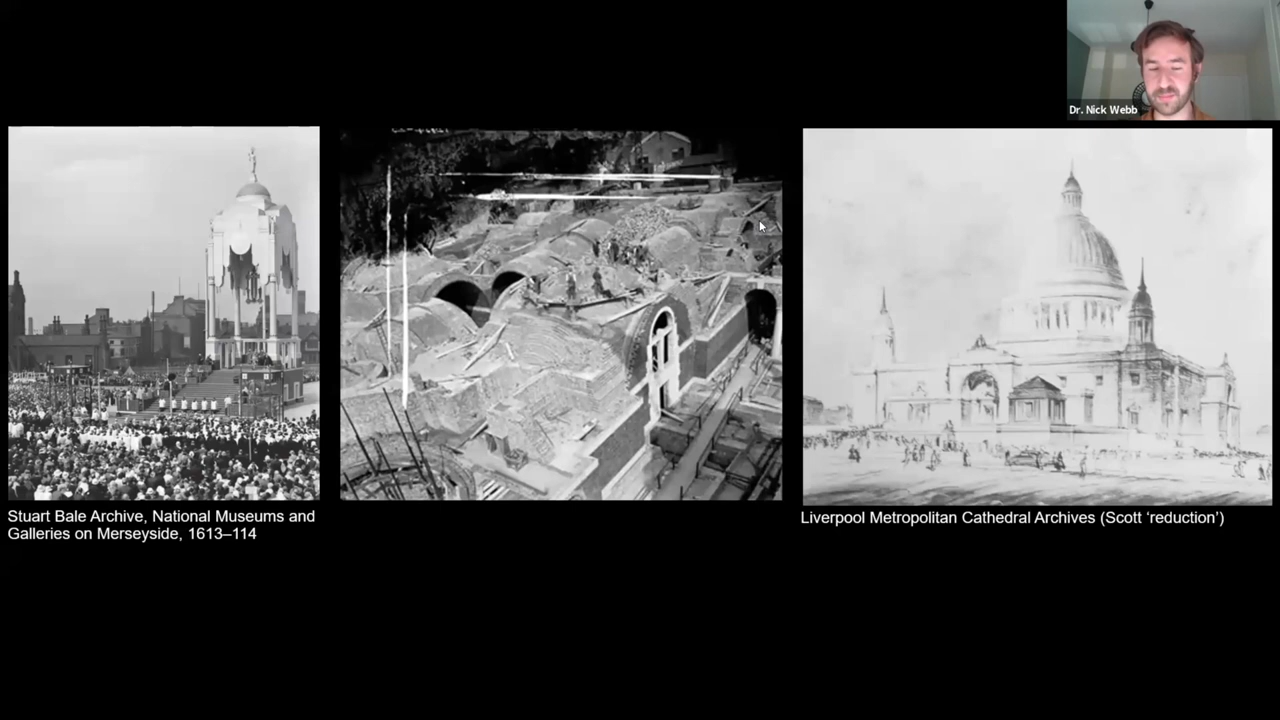 Dr. Nick Webb
Stuart Bale Archive, National Museums and
Galleries on Merseyside, 1613–114
Liverpool Metropolitan Cathedral Archives (Scott ‘reduction’)